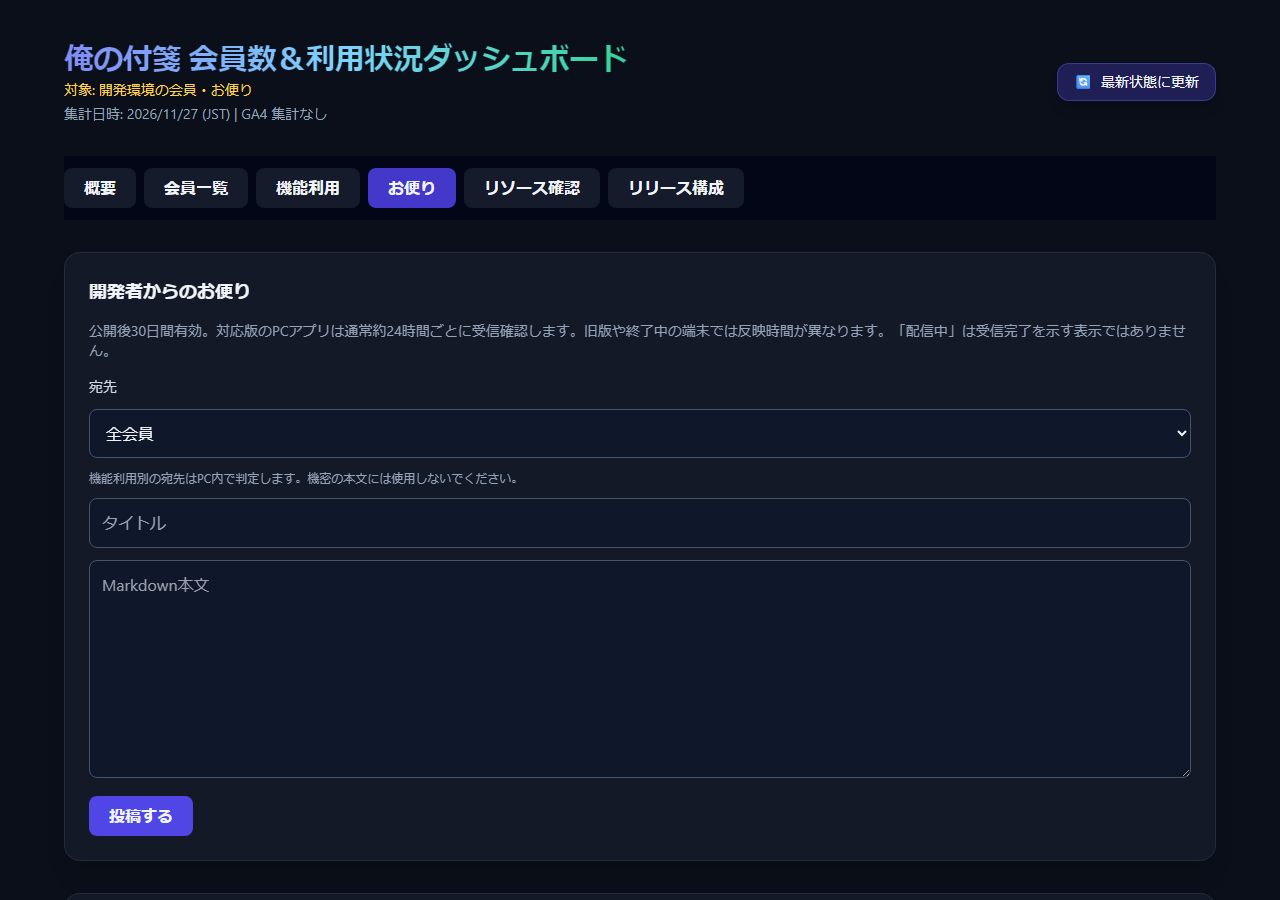 俺の付箋 会員数＆利用状況ダッシュボード
対象: 開発環境の会員・お便り
集計日時: 2026/11/27 (JST) | GA4 集計なし
最新状態に更新
概要 会員一覧 機能利用 お便り リソース確認 リリース構成
開発者からのお便り
公開後30日間有効。対応版のPCアプリは通常約24時間ごとに受信確認します。旧版や終了中の端末では反映時間が異なります。「配信中」は受信完了を示す表示ではありませ
ん。
宛先
全会員
機能利用別の宛先はPC内で判定します。機密の本文には使用しないでください。
タイトル
Markdown本文
投稿する